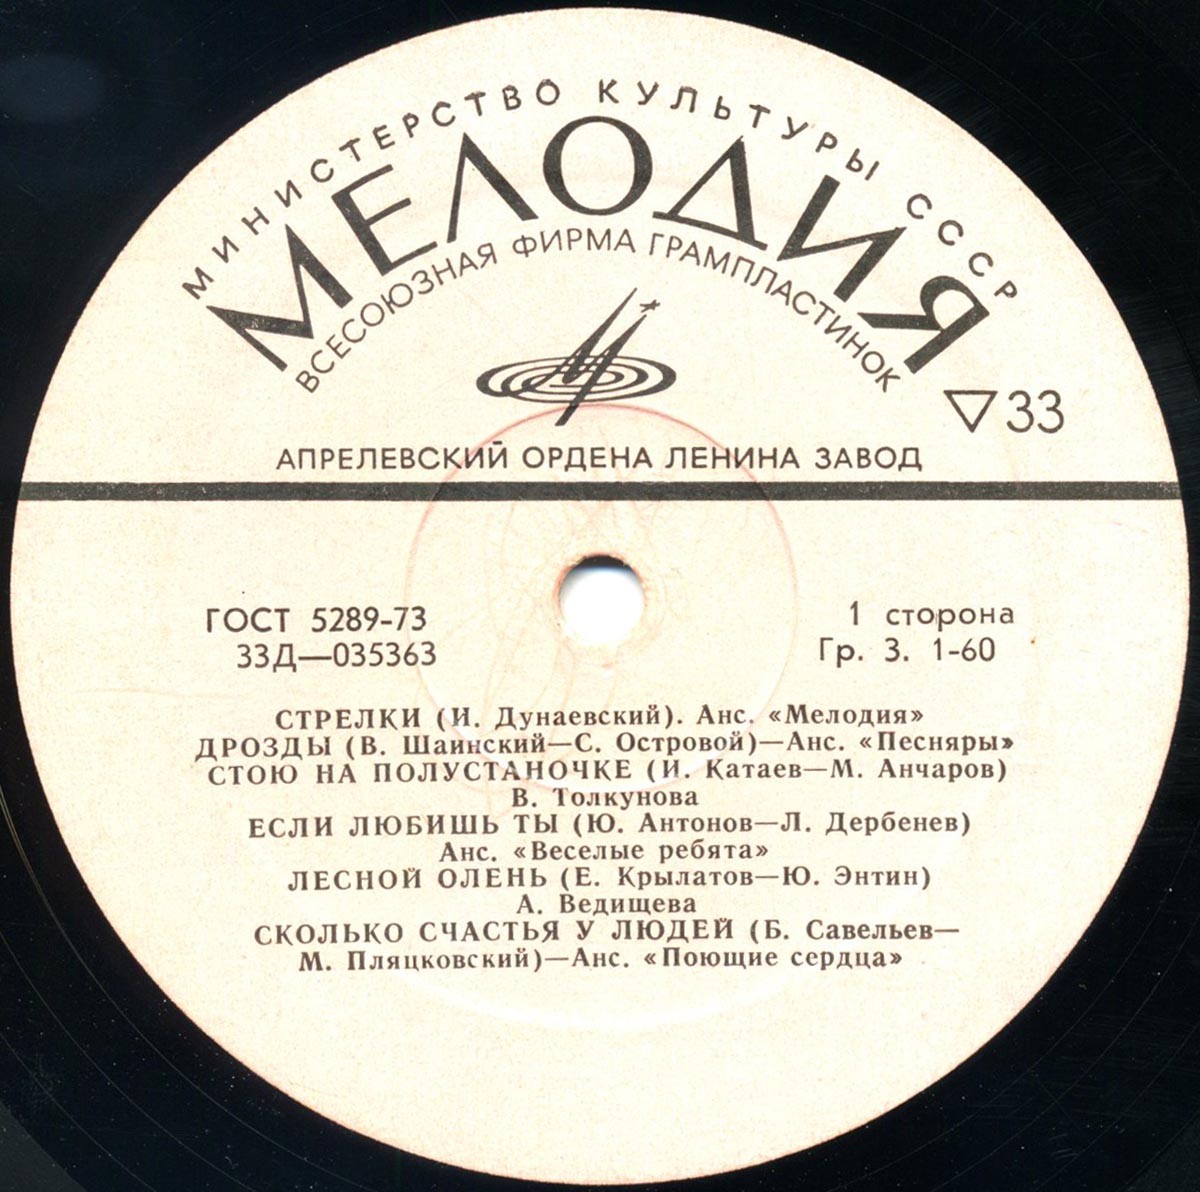 МИНИСТЕРСТВО КУЛЬТУРЫ СССР
МЕЛОДИЯ
ВСЕСОЮЗНАЯ ФИРМА ГРАМПЛАСТИНОК
33
АПРЕЛЕВСКИЙ ОРДЕНА ЛЕНИНА ЗАВОД
ГОСТ 5289-73
33Д—035363
1 сторона
Гр. 3. 1-60
СТРЕЛКИ (И. Дунаевский). Анс. «Мелодия»
ДРОЗДЫ (В. Шаинский—С. Островой)—Анс. «Песняры»
СТОЮ НА ПОЛУСТАНОЧКЕ (И. Катаев—М. Анчаров)
В. Толкунова
ЕСЛИ ЛЮБИШЬ ТЫ (Ю. Антонов—Л. Дербенев)
Анс. «Веселые ребята»
ЛЕСНОЙ ОЛЕНЬ (Е. Крылатов—Ю. Энтин)
А. Ведищева
СКОЛЬКО СЧАСТЬЯ У ЛЮДЕЙ (Б. Савельев—
М. Пляцковский)—Анс. «Поющие сердца»